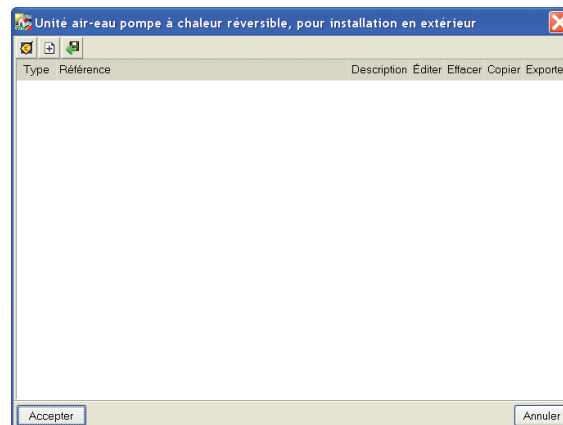 Unité air-eau pompe à chaleur réversible, pour installation en extérieur
Type Référence Description Éditer Effacer Copier Exporte
Accepter Annuler